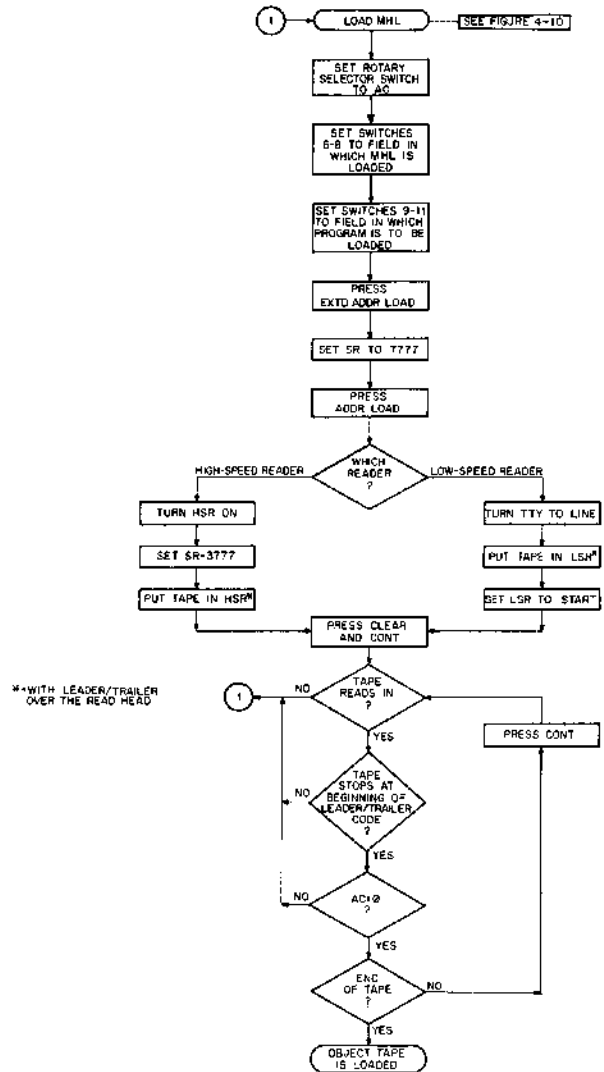 1
LOAD MHL
SEE FIGURE 4-10
SET ROTARY
SELECTOR SWITCH
TO AC
SET SWITCHES
6-8 TO FIELD IN
WHICH MHL IS
LOADED
SET SWITCHES 9-11
TO FIELD IN WHICH
PROGRAM IS TO BE
LOADED
PRESS
EXTD ADDR LOAD
SET SR TO 7777
PRESS
ADDR LOAD
HIGH-SPEED READER
WHICH
READER
?
LOW-SPEED READER
TURN HSR ON
TURN TTY TO LINE
SET SR=3777
PUT TAPE IN LSR*
PUT TAPE IN HSR*
SET LSR TO START
PRESS CLEAR
AND CONT
*=WITH LEADER/TRAILER
OVER THE READ HEAD
1
NO
TAPE
READS IN
?
PRESS CONT
YES
NO
TAPE
STOPS AT
BEGINNING OF
LEADER/TRAILER
CODE
?
YES
NO
AC=0
?
YES
END
OF TAPE
?
NO
YES
OBJECT TAPE
IS LOADED